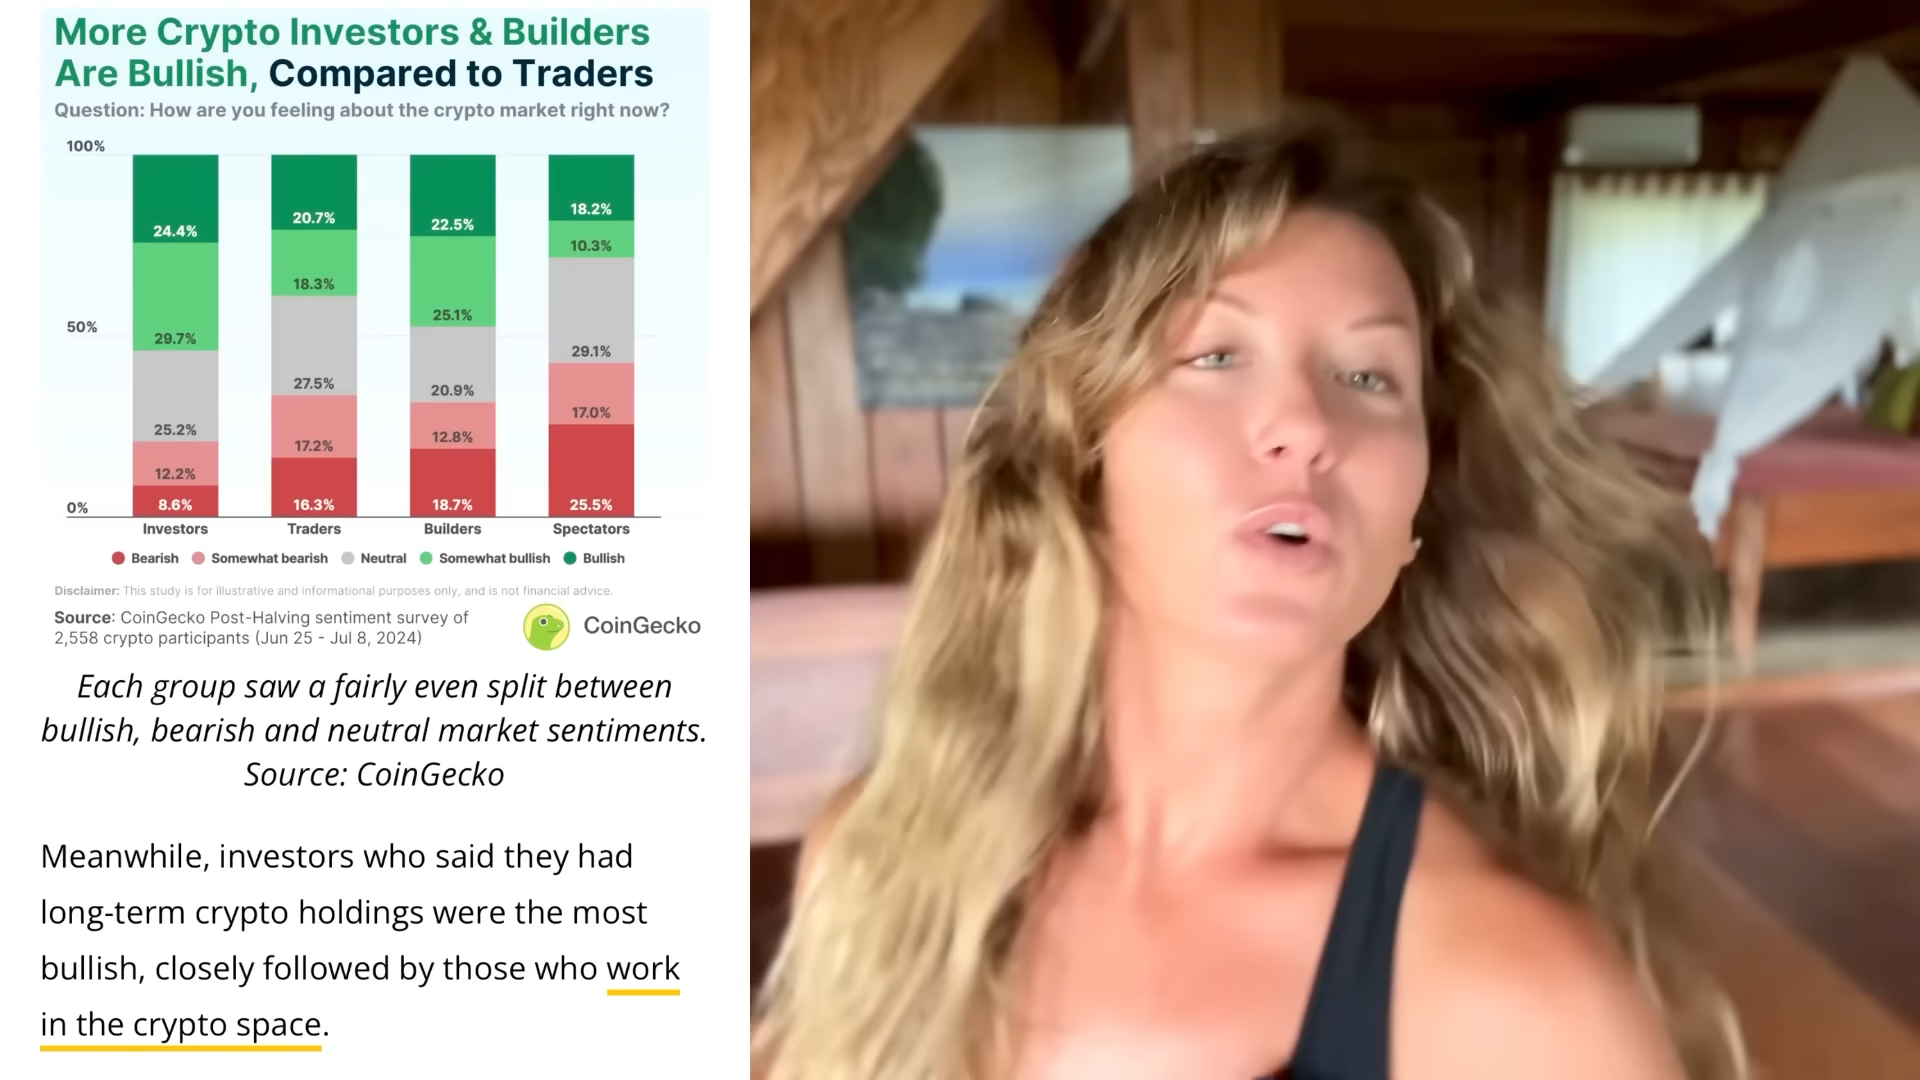 More Crypto Investors & Builders
Are Bullish, Compared to Traders
Question: How are you feeling about the crypto market right now?
100%
50%
0%
24.4%
29.7%
25.2%
12.2%
8.6%
Investors
20.7%
18.3%
27.5%
17.2%
16.3%
Traders
22.5%
25.1%
20.9%
12.8%
18.7%
Builders
18.2%
10.3%
29.1%
17.0%
25.5%
Spectators
Bearish Somewhat bearish Neutral Somewhat bullish Bullish
Disclaimer: This study is for illustrative and informational purposes only, and is not financial advice.
Source: CoinGecko Post-Halving sentiment survey of
2,558 crypto participants (Jun 25 - Jul 8, 2024)
CoinGecko
Each group saw a fairly even split between
bullish, bearish and neutral market sentiments.
Source: CoinGecko
Meanwhile, investors who said they had
long-term crypto holdings were the most
bullish, closely followed by those who work
in the crypto space.